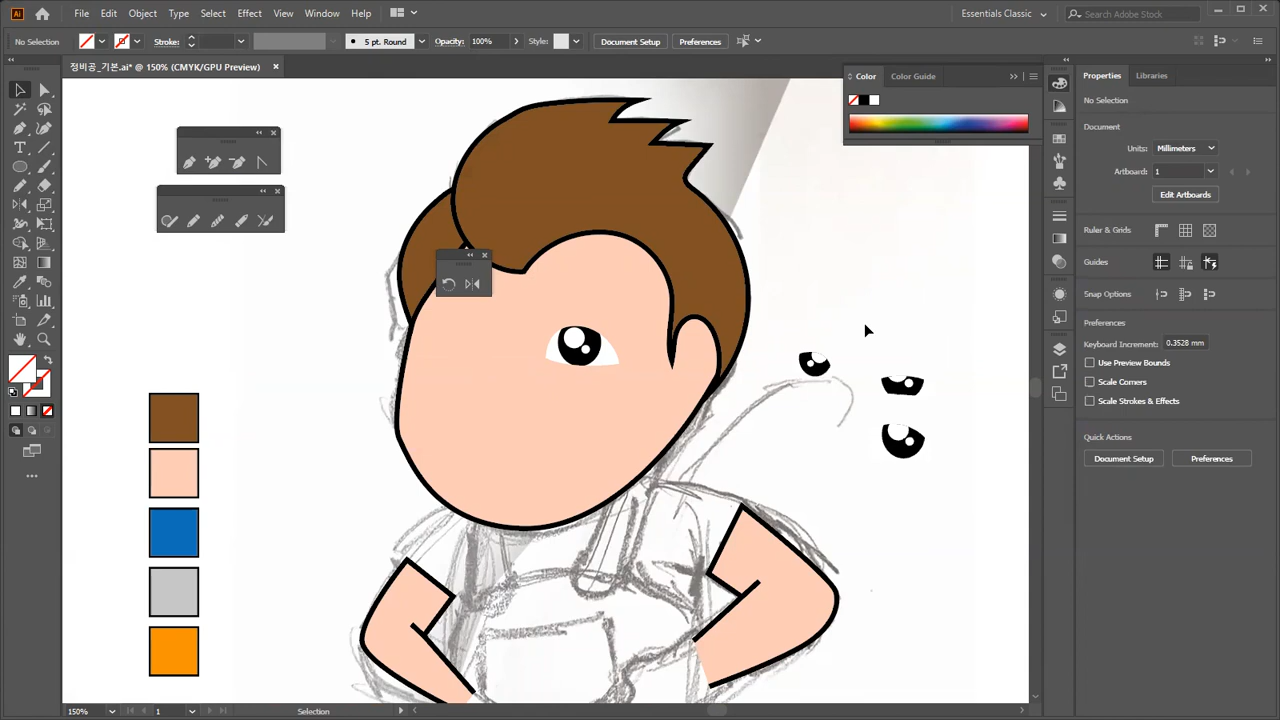 Ai File Edit Object Type Select Effect View Window Help Essentials Classic Search Adobe Stock
No Selection Stroke: 5 pt. Round Opacity: 100% Style: Document Setup Preferences
정비공_기본.ai* @ 150% (CMYK/GPU Preview)
Color Color Guide
Properties Libraries
No Selection
Document
Units: Millimeters
Artboard: 1
Edit Artboards
Ruler & Grids
Guides
Snap Options
Preferences
Keyboard Increment: 0.3528 mm
Use Preview Bounds
Scale Corners
Scale Strokes & Effects
Quick Actions
Document Setup Preferences
150% 1 Selection